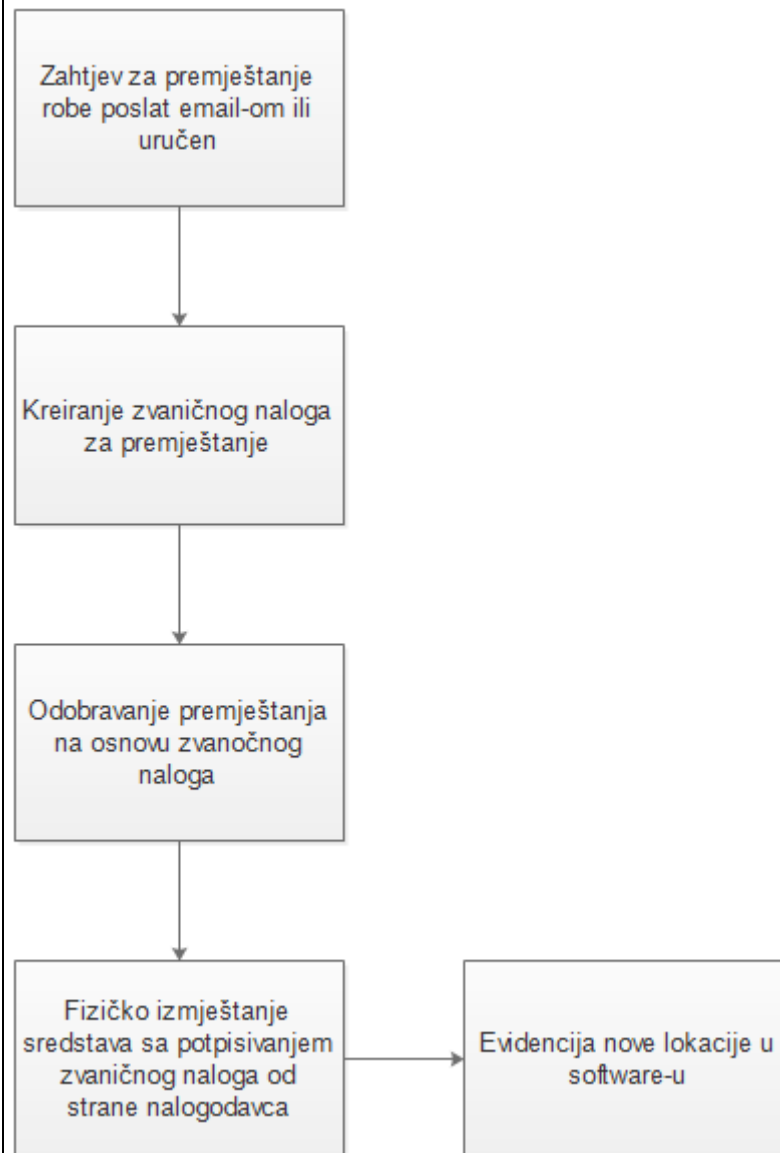 Zahtjev za premještanje
robe poslat email-om ili
uručen
Kreiranje zvaničnog naloga
za premještanje
Odobravanje premještanja
na osnovu zvanočnog
naloga
Fizičko izmještanje
sredstava sa potpisivanjem
zvaničnog naloga od
strane nalogodavca
Evidencija nove lokacije u
software-u